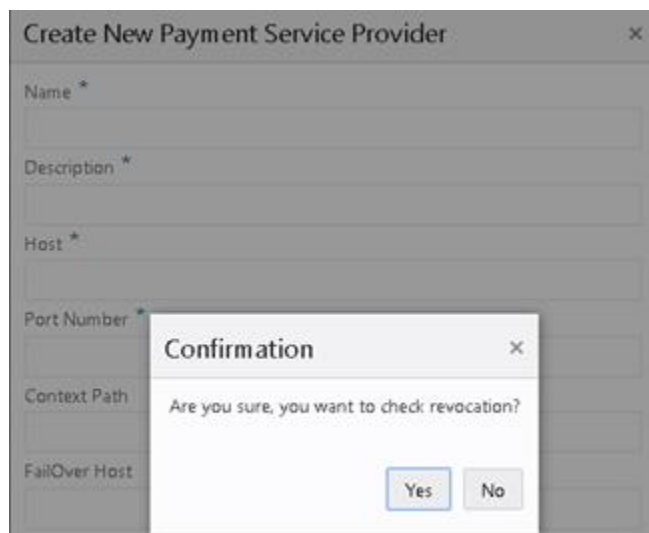 Create New Payment Service Provider ×
Name *
Description *
Host *
Port Number *
Confirmation ×
Context Path
Are you sure, you want to check revocation?
FailOver Host
Yes No